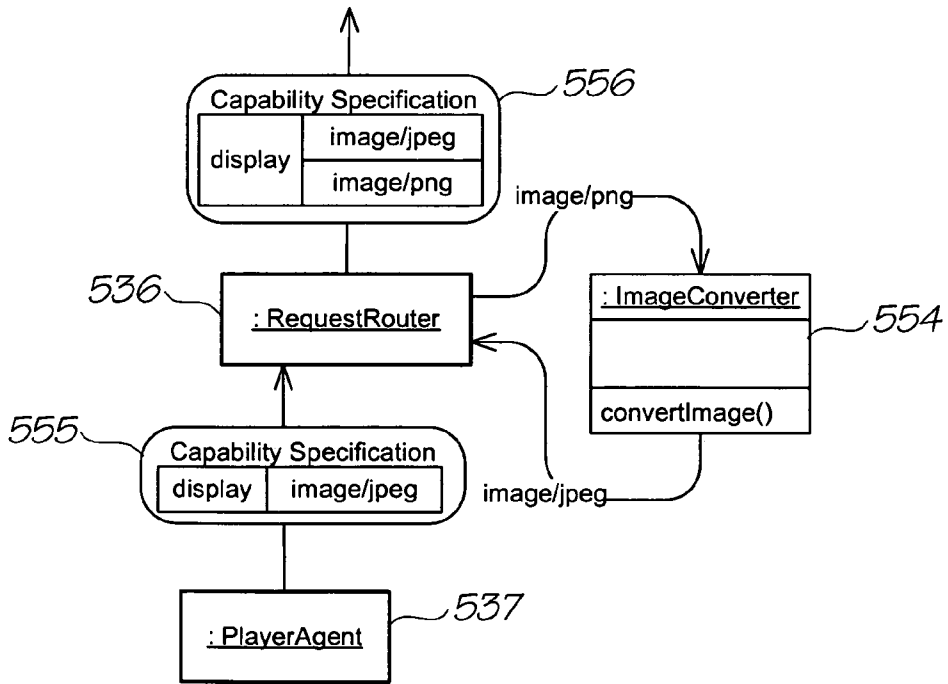 556
Capability Specification
display
image/jpeg
image/png
image/png
536
: RequestRouter
: ImageConverter
554
convertImage()
555
Capability Specification
display
image/jpeg
image/jpeg
537
: PlayerAgent